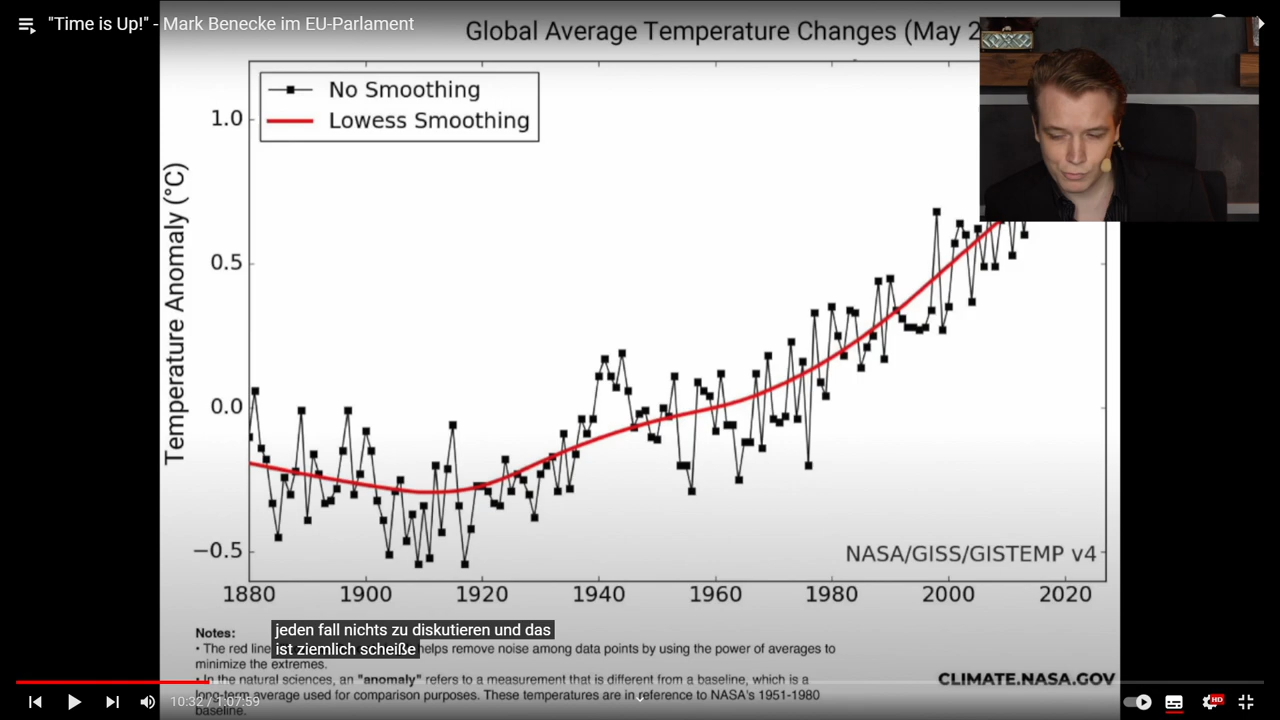 "Time is Up!" - Mark Benecke im EU-Parlament
Global Average Temperature Changes (May 2
No Smoothing
Lowess Smoothing
1.0
0.5
0.0
−0.5
Temperature Anomaly (°C)
NASA/GISS/GISTEMP v4
1880 1900 1920 1940 1960 1980 2000 2020
Notes:
• The red line helps remove noise among data points by using the power of averages to
minimize the extremes.
• In the natural sciences, an "anomaly" refers to a measurement that is different from a baseline, which is a
long-term average used for comparison purposes. These temperatures are in reference to NASA's 1951-1980
baseline.
jeden fall nichts zu diskutieren und das
ist ziemlich scheiße
CLIMATE.NASA.GOV
10:32 / 1:07:59
HD